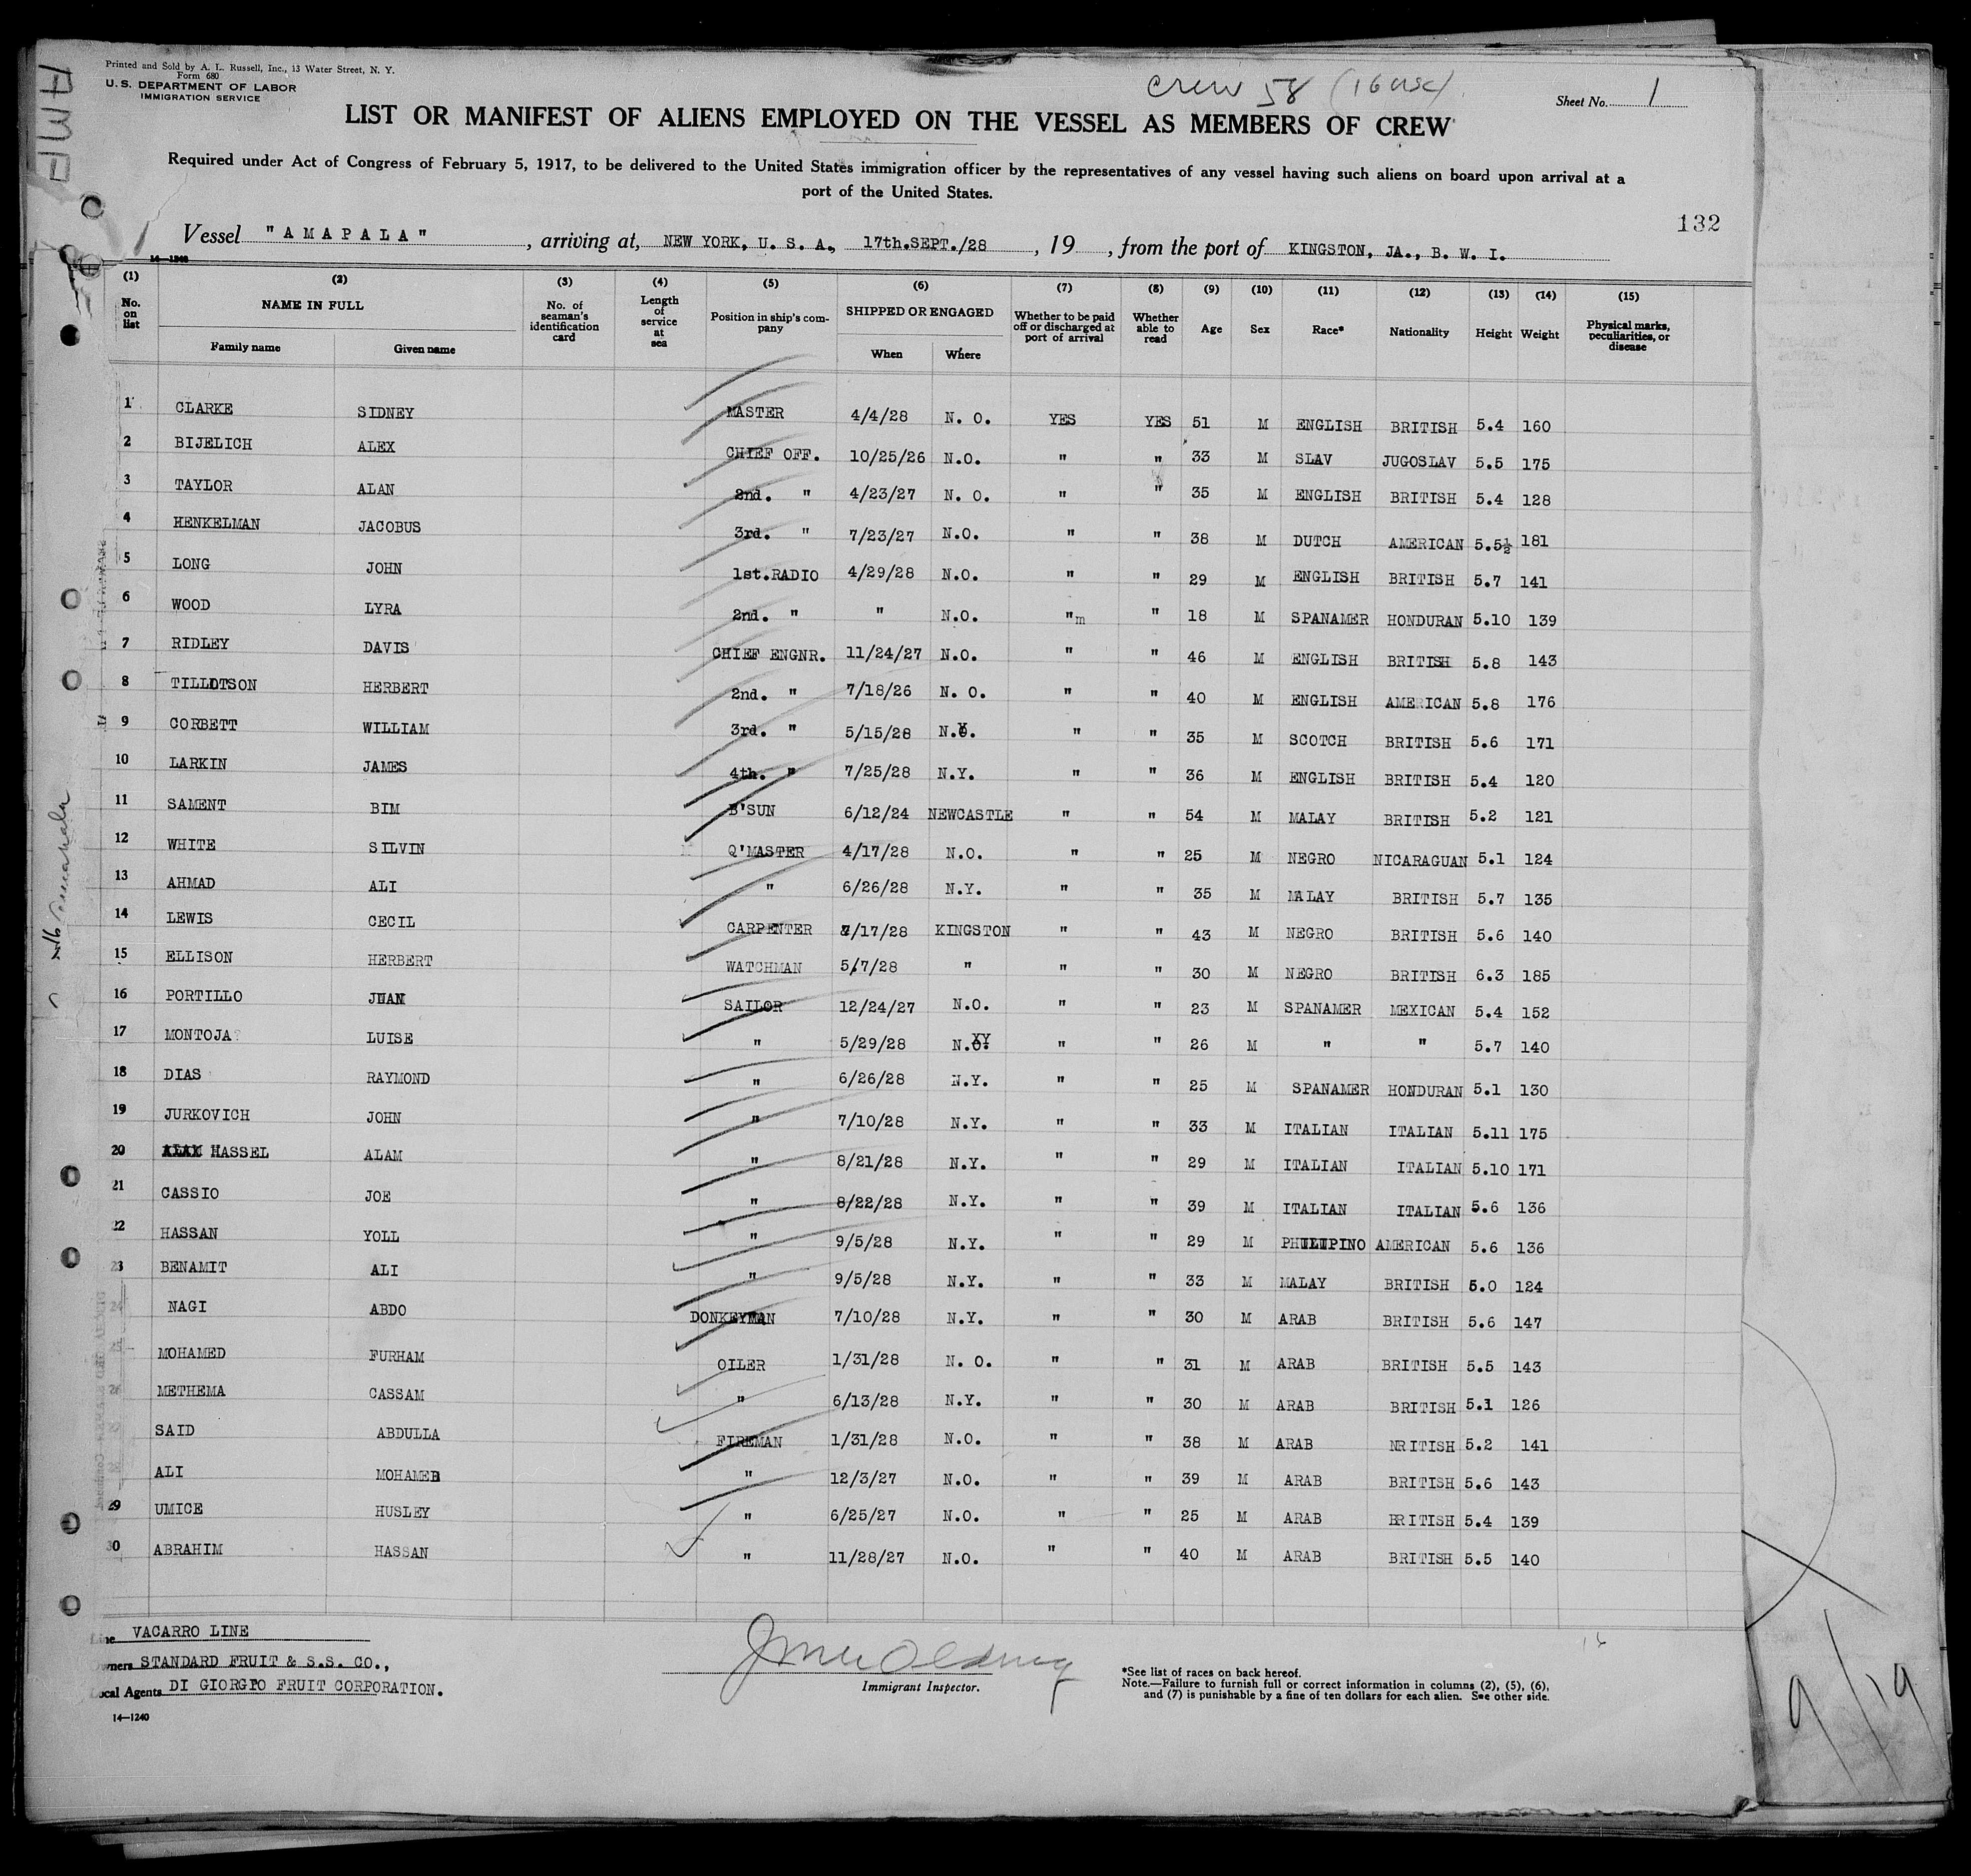 Printed and Sold by A. L. Russell, Inc., 13 Water Street, N. Y.
Form 680
U. S. DEPARTMENT OF LABOR
IMMIGRATION SERVICE
AMP
Crew 58 (16 USC)
Sheet No. 1
LIST OR MANIFEST OF ALIENS EMPLOYED ON THE VESSEL AS MEMBERS OF CREW
Required under Act of Congress of February 5, 1917, to be delivered to the United States immigration officer by the representatives of any vessel having such aliens on board upon arrival at a
port of the United States.
132
Vessel "AMAPALA", arriving at, NEW YORK, U. S. A., 17th.SEPT./28, 19, from the port of KINGSTON, JA., B. W. I.
(1) (2) (3) (4) (5) (6) (7) (8) (9) (10) (11) (12) (13) (14) (15)
No. on list NAME IN FULL Family name Given name No. of seaman's identification card Length of service at sea Position in ship's company SHIPPED OR ENGAGED When Where Whether to be paid off or discharged at port of arrival Whether able to read Age Sex Race* Nationality Height Weight Physical marks, peculiarities, or disease
1 CLARKE SIDNEY MASTER 4/4/28 N. O. YES YES 51 M ENGLISH BRITISH 5.4 160
2 BIJELICH ALEX CHIEF OFF. 10/25/26 N.O. " " 33 M SLAV JUGOSLAV 5.5 175
3 TAYLOR ALAN 2nd. " 4/23/27 N. O. " " 35 M ENGLISH BRITISH 5.4 128
4 HENKELMAN JACOBUS 3rd. " 7/23/27 N.O. " " 38 M DUTCH AMERICAN 5.5½ 181
5 LONG JOHN 1st.RADIO 4/29/28 N.O. " " 29 M ENGLISH BRITISH 5.7 141
6 WOOD LYRA 2nd. " " N.O. "m " 18 M SPANAMER HONDURAN 5.10 139
7 RIDLEY DAVIS CHIEF ENGNR. 11/24/27 N.O. " " 46 M ENGLISH BRITISH 5.8 143
8 TILLOTSON HERBERT 2nd. " 7/18/26 N. O. " " 40 M ENGLISH AMERICAN 5.8 176
9 CORBETT WILLIAM 3rd. " 5/15/28 N.Y. " " 35 M SCOTCH BRITISH 5.6 171
10 LARKIN JAMES 4th. " 7/25/28 N.Y. " " 36 M ENGLISH BRITISH 5.4 120
11 SAMENT BIM B'SUN 6/12/24 NEWCASTLE " " 54 M MALAY BRITISH 5.2 121
12 WHITE SILVIN Q'MASTER 4/17/28 N.O. " " 25 M NEGRO NICARAGUAN 5.1 124
13 AHMAD ALI " 6/26/28 N.Y. " " 35 M MALAY BRITISH 5.7 135
14 LEWIS CECIL CARPENTER /17/28 KINGSTON " " 43 M NEGRO BRITISH 5.6 140
15 ELLISON HERBERT WATCHMAN 5/7/28 " " " 30 M NEGRO BRITISH 6.3 185
16 PORTILLO JUAN SAILOR 12/24/27 N.O. " " 23 M SPANAMER MEXICAN 5.4 152
17 MONTOJA LUISE " 5/29/28 N.Y. " " 26 M " " 5.7 140
18 DIAS RAYMOND " 6/26/28 N.Y. " " 25 M SPANAMER HONDURAN 5.1 130
19 JURKOVICH JOHN " 7/10/28 N.Y. " " 33 M ITALIAN ITALIAN 5.11 175
20 HASSEL ALAM " 8/21/28 N.Y. " " 29 M ITALIAN ITALIAN 5.10 171
21 CASSIO JOE " 8/22/28 N.Y. " " 39 M ITALIAN ITALIAN 5.6 136
22 HASSAN YOLL " 9/5/28 N.Y. " " 29 M PHILIPINO AMERICAN 5.6 136
23 BENAMIT ALI " 9/5/28 N.Y. " " 33 M MALAY BRITISH 5.0 124
24 NAGI ABDO DONKEYMAN 7/10/28 N.Y. " " 30 M ARAB BRITISH 5.6 147
25 MOHAMED FURHAM OILER 1/31/28 N. O. " " 31 M ARAB BRITISH 5.5 143
26 METHEMA CASSAM " 6/13/28 N.Y. " " 30 M ARAB BRITISH 5.1 126
SAID ABDULLA FIREMAN 1/31/28 N.O. " " 38 M ARAB NRITISH 5.2 141
28 ALI MOHAMED " 12/3/27 N.O. " " 39 M ARAB BRITISH 5.6 143
29 UMICE HUSLEY " 6/25/27 N.O. " " 25 M ARAB BRITISH 5.4 139
30 ABRAHIM HASSAN " 11/28/27 N.O. " " 40 M ARAB BRITISH 5.5 140
Line VACARRO LINE
Owners STANDARD FRUIT & S.S. CO.,
Local Agents DI GIORGIO FRUIT CORPORATION.
14—1240
Immigrant Inspector.
*See list of races on back hereof.
Note.—Failure to furnish full or correct information in columns (2), (5), (6),
and (7) is punishable by a fine of ten dollars for each alien. See other side.
16
9/19